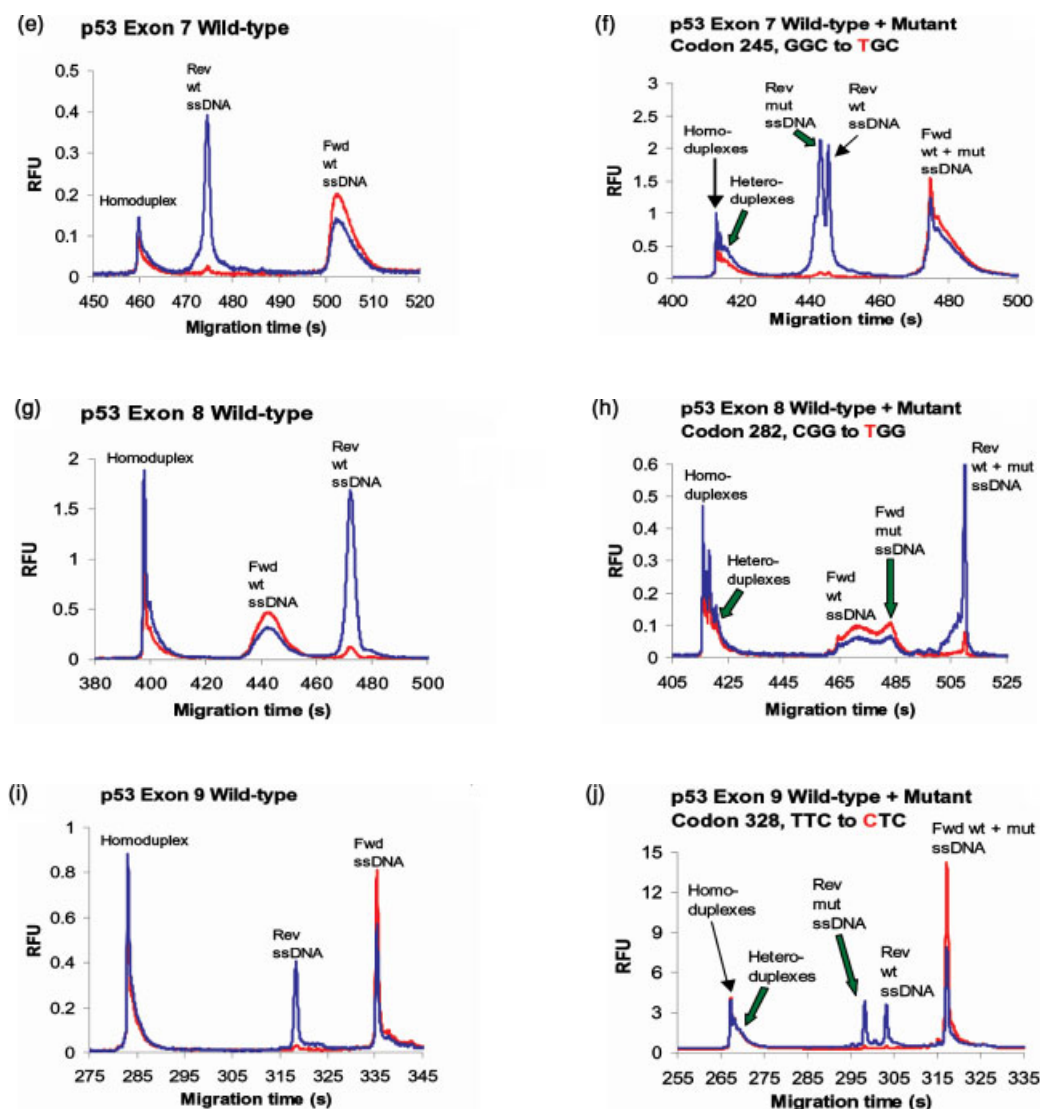 (e)
p53 Exon 7 Wild-type
RFU
0.5
0.4
0.3
0.2
0.1
0
Homoduplex
Rev
wt
ssDNA
Fwd
wt
ssDNA
450 460 470 480 490 500 510 520
Migration time (s)
(f)
p53 Exon 7 Wild-type + Mutant
Codon 245, GGC to TGC
RFU
3
2.5
2
1.5
1
0.5
0
Homo-
duplexes
Hetero-
duplexes
Rev
mut
ssDNA
Rev
wt
ssDNA
Fwd
wt + mut
ssDNA
400 420 440 460 480 500
Migration time (s)
(g)
p53 Exon 8 Wild-type
RFU
2
1.5
1
0.5
0
Homoduplex
Fwd
wt
ssDNA
Rev
wt
ssDNA
380 400 420 440 460 480 500
Migration time (s)
(h)
p53 Exon 8 Wild-type + Mutant
Codon 282, CGG to TGG
RFU
0.6
0.5
0.4
0.3
0.2
0.1
0
Homo-
duplexes
Hetero-
duplexes
Fwd
wt
ssDNA
Fwd
mut
ssDNA
Rev
wt + mut
ssDNA
405 425 445 465 485 505 525
Migration time (s)
(i)
p53 Exon 9 Wild-type
RFU
1
0.8
0.6
0.4
0.2
0
Homoduplex
Rev
ssDNA
Fwd
ssDNA
275 285 295 305 315 325 335 345
Migration time (s)
(j)
p53 Exon 9 Wild-type + Mutant
Codon 328, TTC to CTC
RFU
15
12
9
6
3
0
Homo-
duplexes
Hetero-
duplexes
Rev
mut
ssDNA
Rev
wt
ssDNA
Fwd wt + mut
ssDNA
255 265 275 285 295 305 315 325 335
Migration time (s)